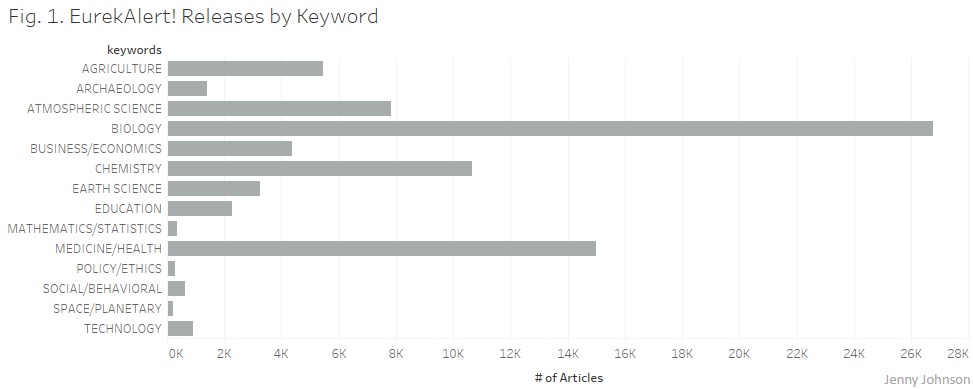 Fig. 1. EurekAlert! Releases by Keyword
keywords
AGRICULTURE
ARCHAEOLOGY
ATMOSPHERIC SCIENCE
BIOLOGY
BUSINESS/ECONOMICS
CHEMISTRY
EARTH SCIENCE
EDUCATION
MATHEMATICS/STATISTICS
MEDICINE/HEALTH
POLICY/ETHICS
SOCIAL/BEHAVIORAL
SPACE/PLANETARY
TECHNOLOGY
0K 2K 4K 6K 8K 10K 12K 14K 16K 18K 20K 22K 24K 26K 28K
# of Articles
Jenny Johnson